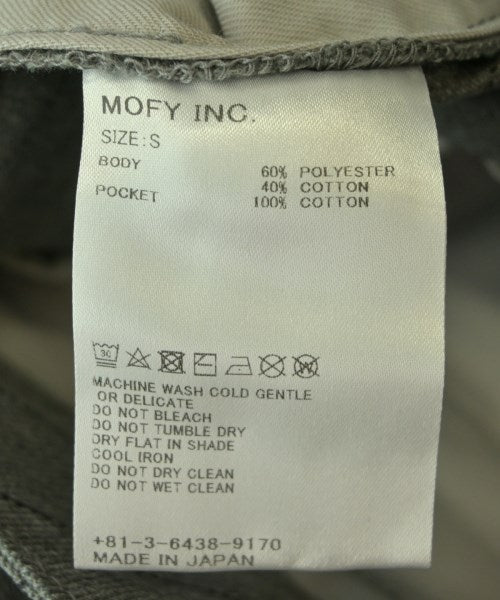 MOFY INC.
SIZE:S
BODY 60% POLYESTER
40% COTTON
POCKET 100% COTTON
30
W
MACHINE WASH COLD GENTLE
OR DELICATE
DO NOT BLEACH
DO NOT TUMBLE DRY
DRY FLAT IN SHADE
COOL IRON
DO NOT DRY CLEAN
DO NOT WET CLEAN
+81-3-6438-9170
MADE IN JAPAN